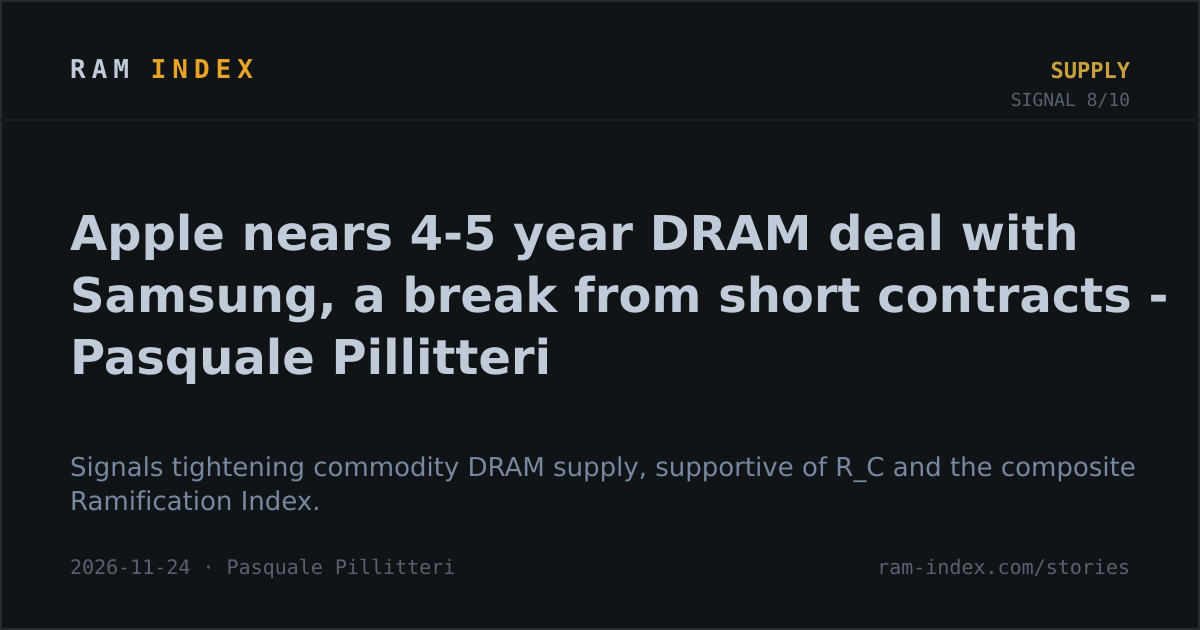 RAM INDEX
SUPPLY
SIGNAL 8/10
Apple nears 4-5 year DRAM deal with
Samsung, a break from short contracts -
Pasquale Pillitteri
Signals tightening commodity DRAM supply, supportive of R_C and the composite
Ramification Index.
2026-11-24 · Pasquale Pillitteri
ram-index.com/stories